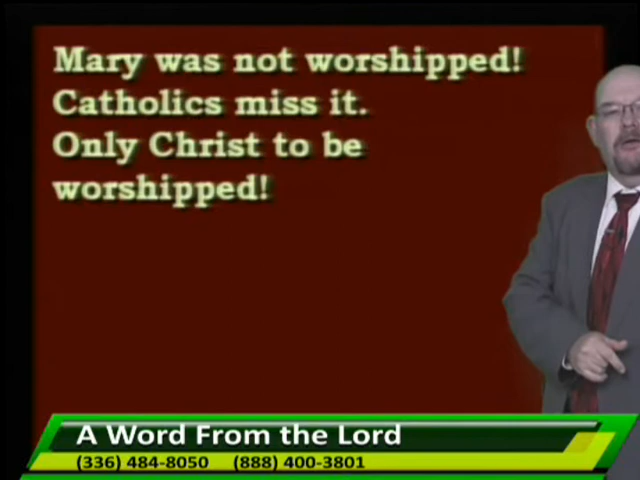 Mary was not worshipped!
Catholics miss it.
Only Christ to be
worshipped!
A Word From the Lord
(336) 484-8050 (888) 400-3801